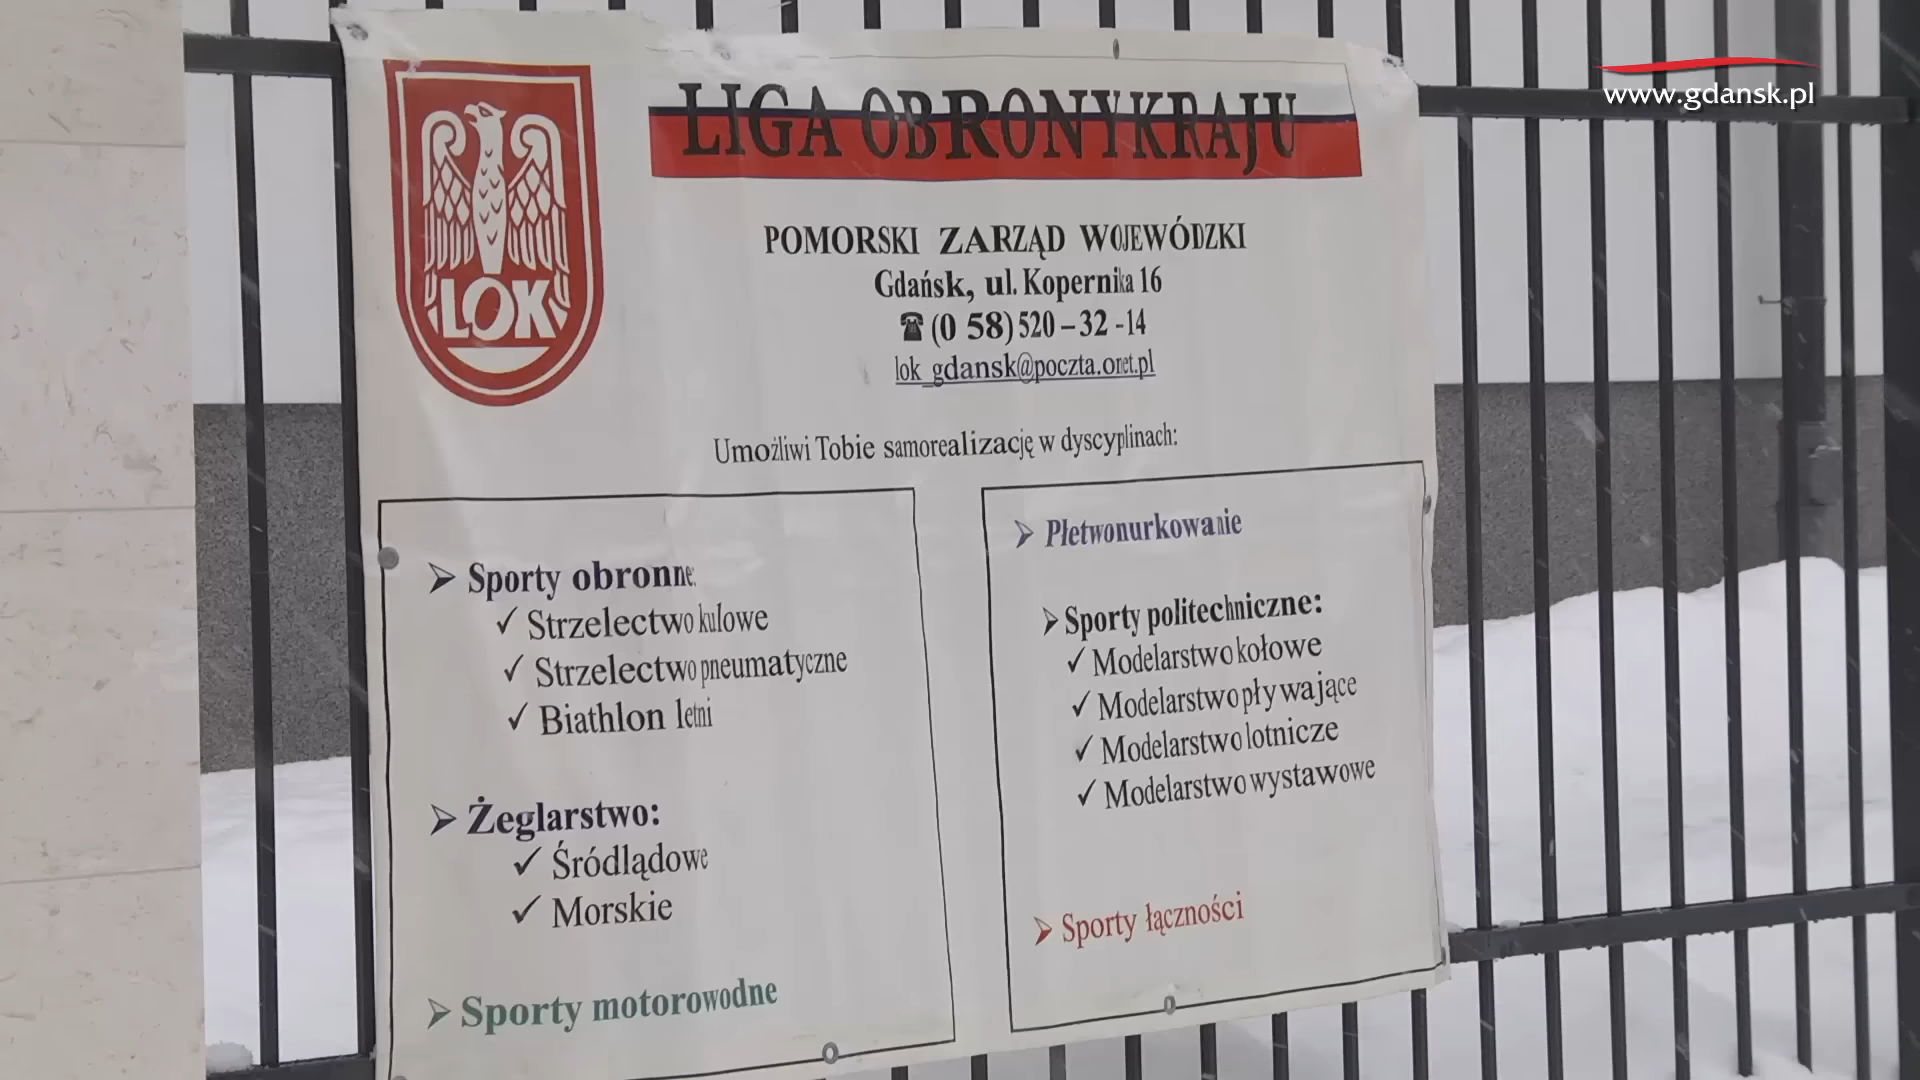 www.gdansk.pl
LOK
LIGA OBRONY KRAJU
POMORSKI ZARZĄD WOJEWÓDZKI
Gdańsk, ul. Kopernika 16
☎ (0 58) 520 – 32 - 14
lok_gdansk@poczta.onet.pl
Umożliwi Tobie samorealizację w dyscyplinach:
➢ Sporty obronne:
✓ Strzelectwo kulowe
✓ Strzelectwo pneumatyczne
✓ Biathlon letni
➢ Żeglarstwo:
✓ Śródlądowe
✓ Morskie
➢ Sporty motorowodne
➢ Płetwonurkowanie
➢ Sporty politechniczne:
✓ Modelarstwo kołowe
✓ Modelarstwo pływające
✓ Modelarstwo lotnicze
✓ Modelarstwo wystawowe
➢ Sporty łączności